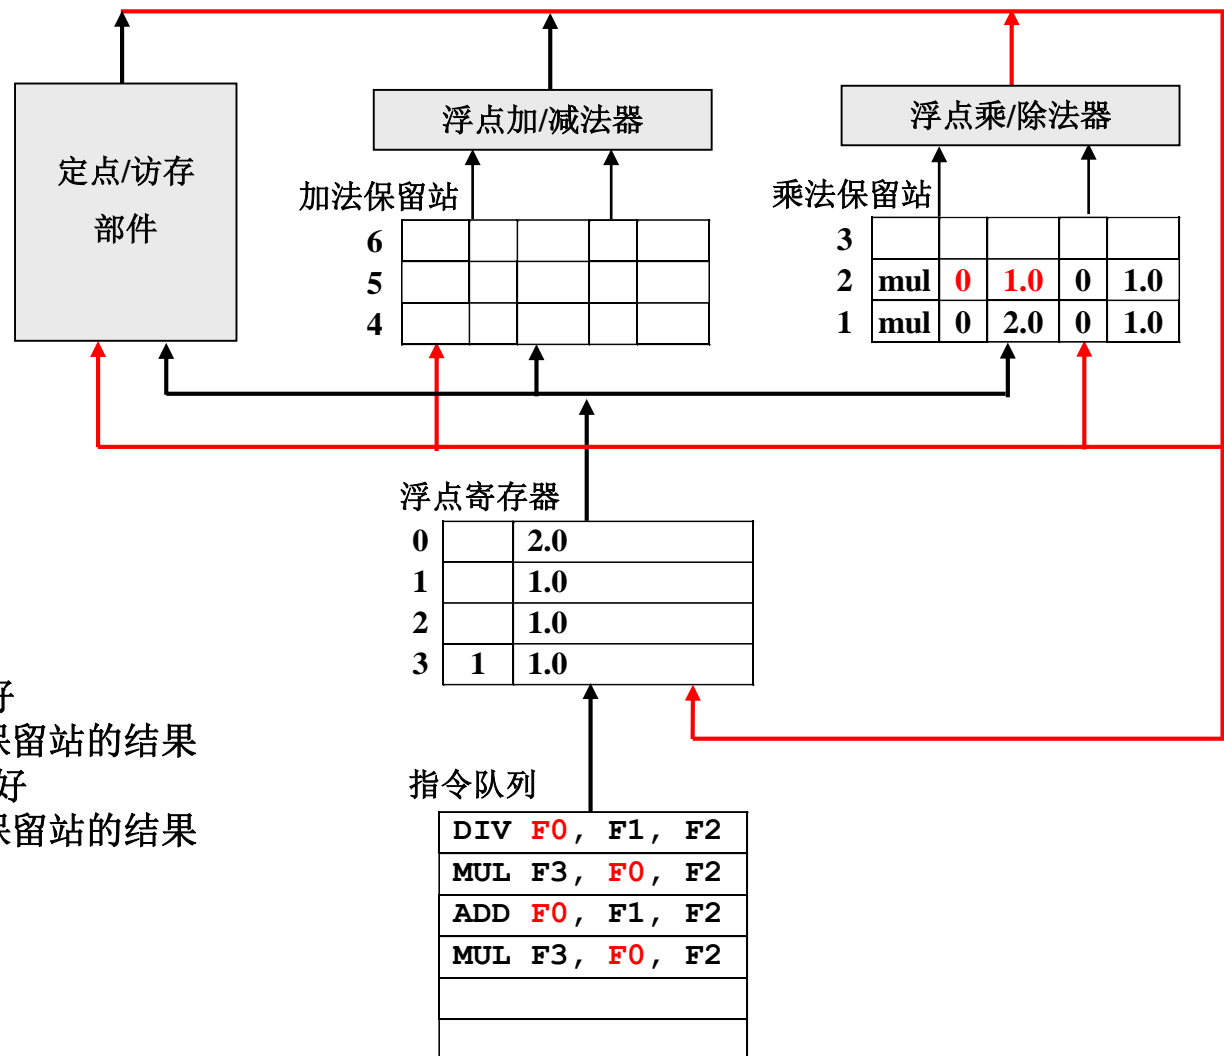 定点/访存
部件
浮点加/减法器
浮点乘/除法器
加法保留站
6
5
4
乘法保留站
3
2 mul 0 1.0 0 1.0
1 mul 0 2.0 0 1.0
浮点寄存器
0 2.0
1 1.0
2 1.0
3 1 1.0
好
保留站的结果
好
保留站的结果
指令队列
DIV F0, F1, F2
MUL F3, F0, F2
ADD F0, F1, F2
MUL F3, F0, F2